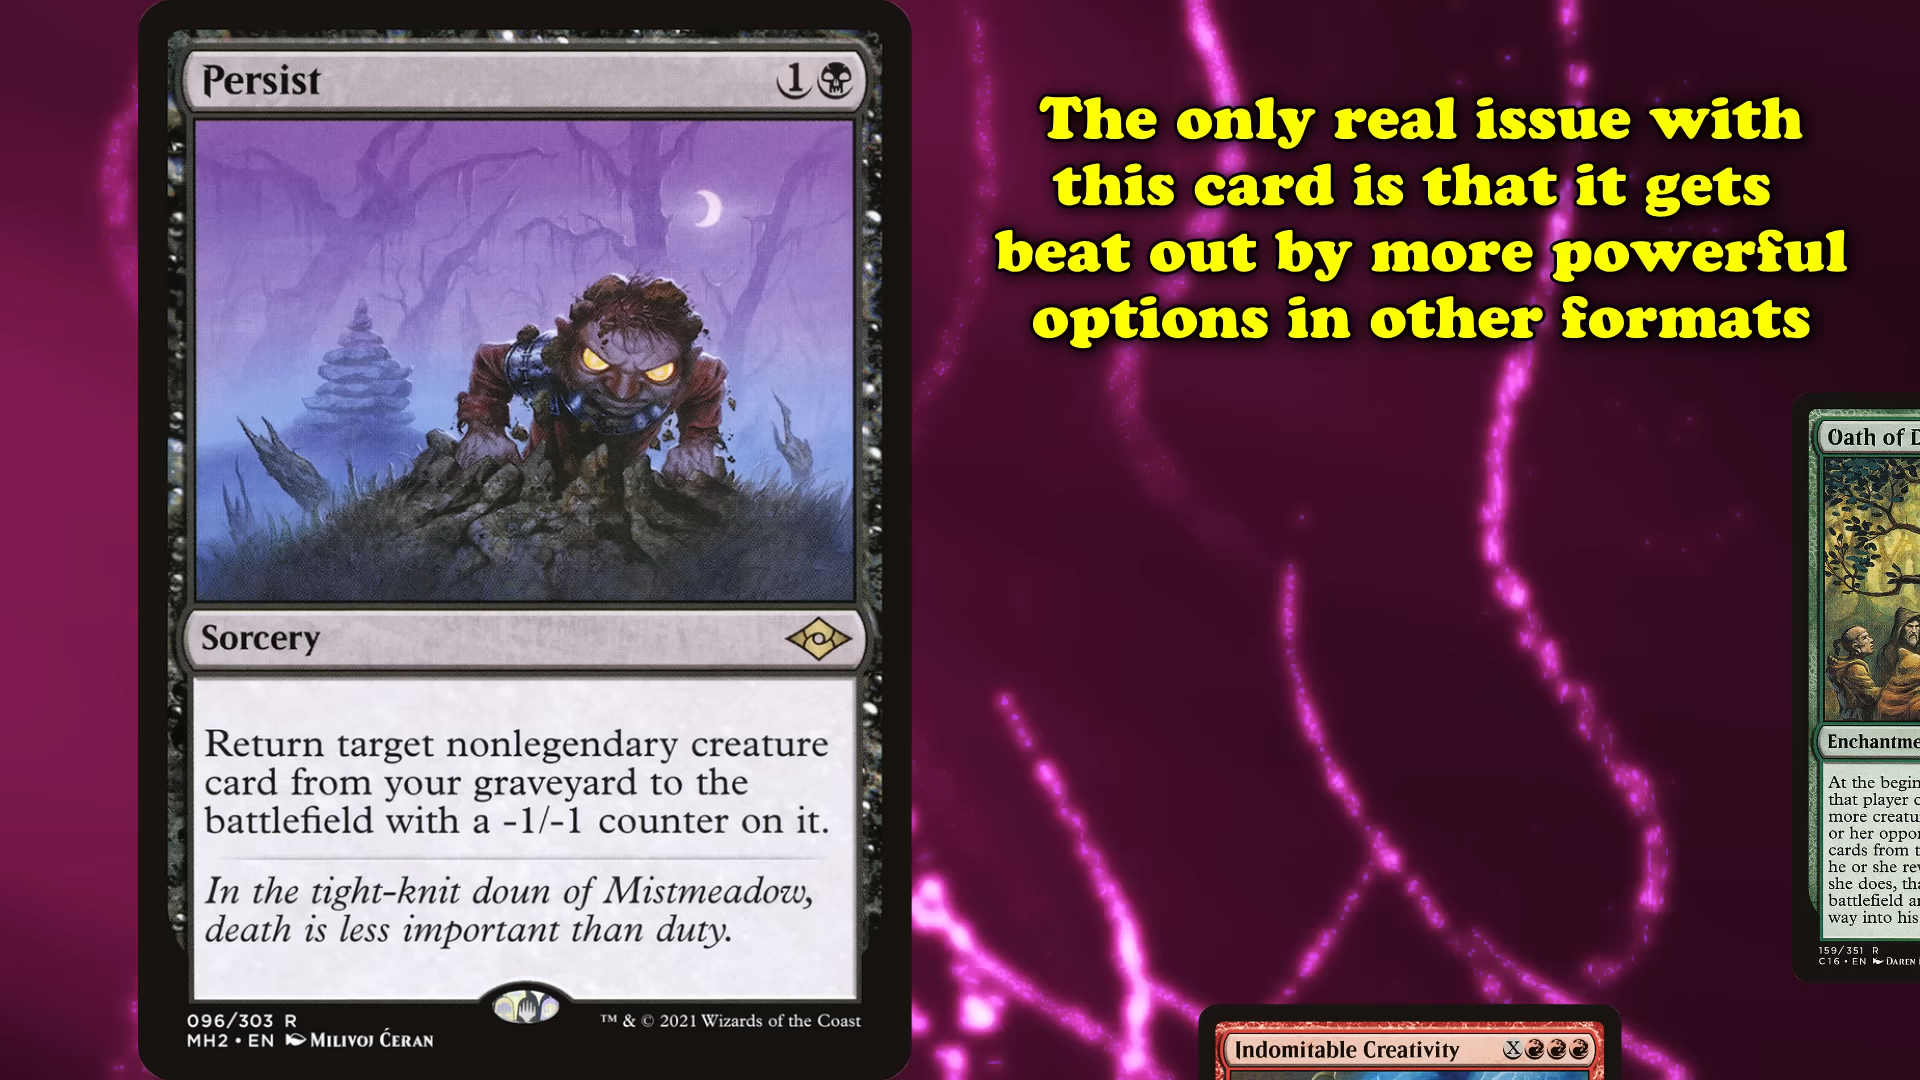 Persist
1
The only real issue with
this card is that it gets
beat out by more powerful
options in other formats
Sorcery
Return target nonlegendary creature
card from your graveyard to the
battlefield with a -1/-1 counter on it.
In the tight-knit doun of Mistmeadow,
death is less important than duty.
096/303 R
MH2 • EN Milivoj Ćeran
™ & © 2021 Wizards of the Coast
Oath of
Enchantme
At the begin
that player
more creatu
or her oppo
cards from
he or she re
she does, tha
battlefield a
way into his
159/351 R
C16 • EN Daren
Indomitable Creativity
X